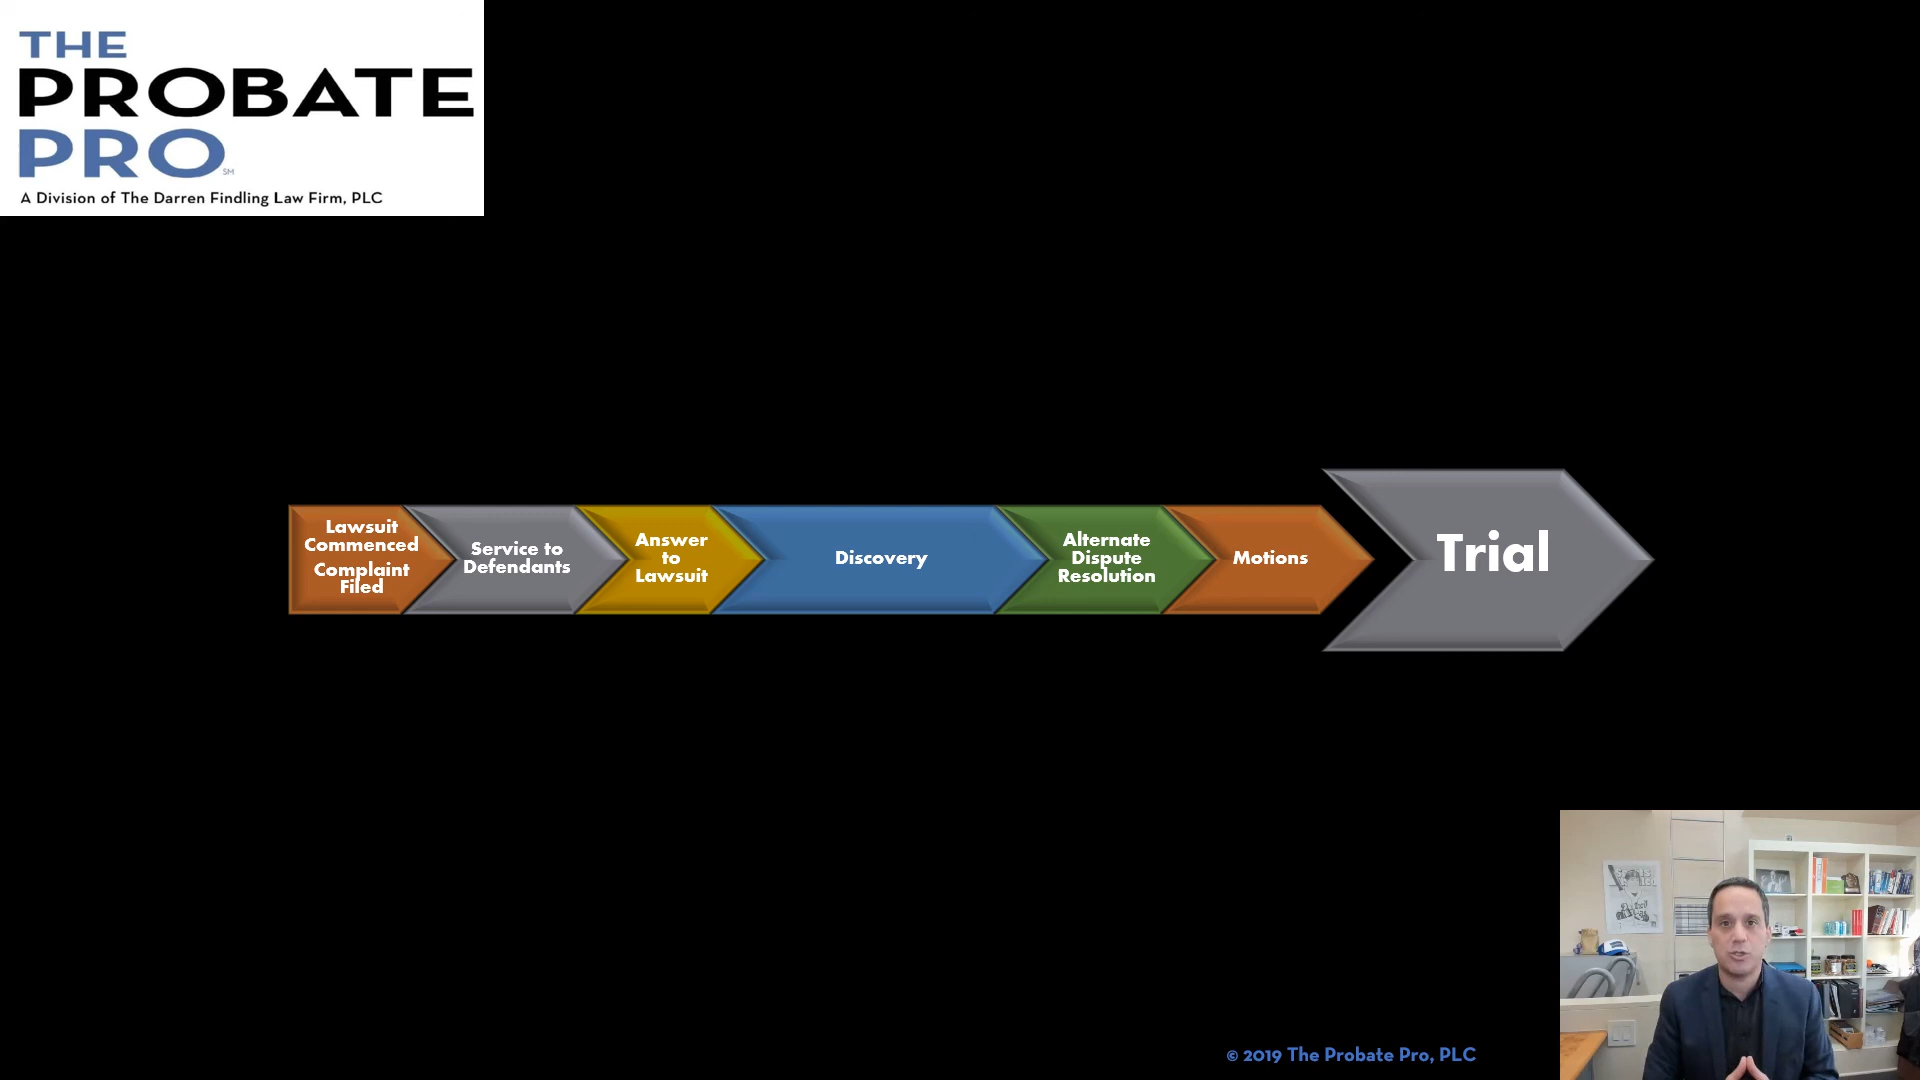 THE
PROBATE
PRO
SM
A Division of The Darren Findling Law Firm, PLC
Lawsuit
Commenced
Complaint
Filed
Service to
Defendants
Answer
to
Lawsuit
Discovery
Alternate
Dispute
Resolution
Motions
Trial
© 2019 The Probate Pro, PLC